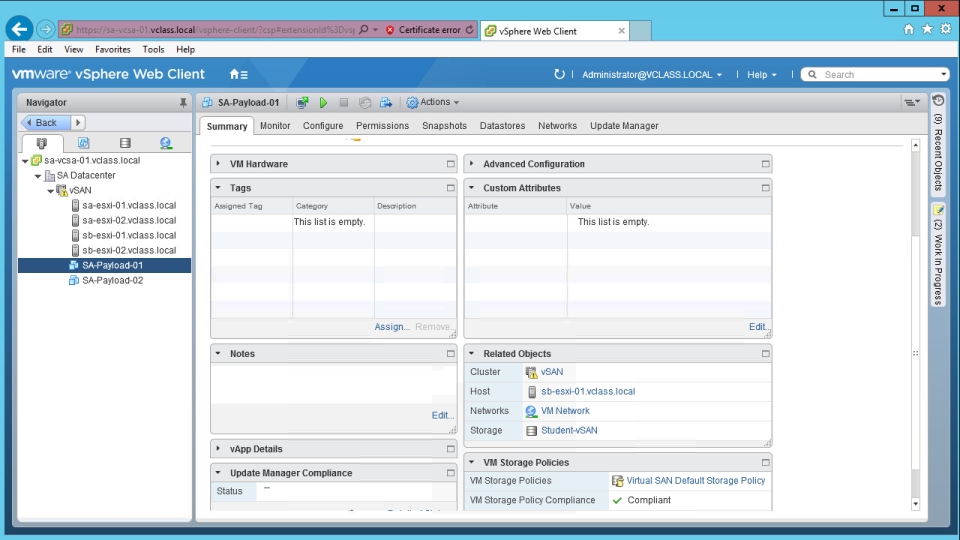 https://sa-vcsa-01.vclass.local/vsphere-client/?csp#extensionId%3Dvsp
Certificate error
vSphere Web Client
File Edit View Favorites Tools Help
vmware® vSphere Web Client
Administrator@VCLASS.LOCAL
Help
Search
Navigator
SA-Payload-01
Actions
Back
Summary Monitor Configure Permissions Snapshots Datastores Networks Update Manager
sa-vcsa-01.vclass.local
SA Datacenter
vSAN
sa-esxi-01.vclass.local
sa-esxi-02.vclass.local
sb-esxi-01.vclass.local
sb-esxi-02.vclass.local
SA-Payload-01
SA-Payload-02
VM Hardware
Tags
Assigned Tag Category Description
This list is empty.
Assign... Remove...
Notes
Edit...
vApp Details
Update Manager Compliance
Status --
Advanced Configuration
Custom Attributes
Attribute Value
This list is empty.
Edit...
Related Objects
Cluster vSAN
Host sb-esxi-01.vclass.local
Networks VM Network
Storage Student-vSAN
VM Storage Policies
VM Storage Policies Virtual SAN Default Storage Policy
VM Storage Policy Compliance Compliant
(9) Recent Objects
(2) Work In Progress